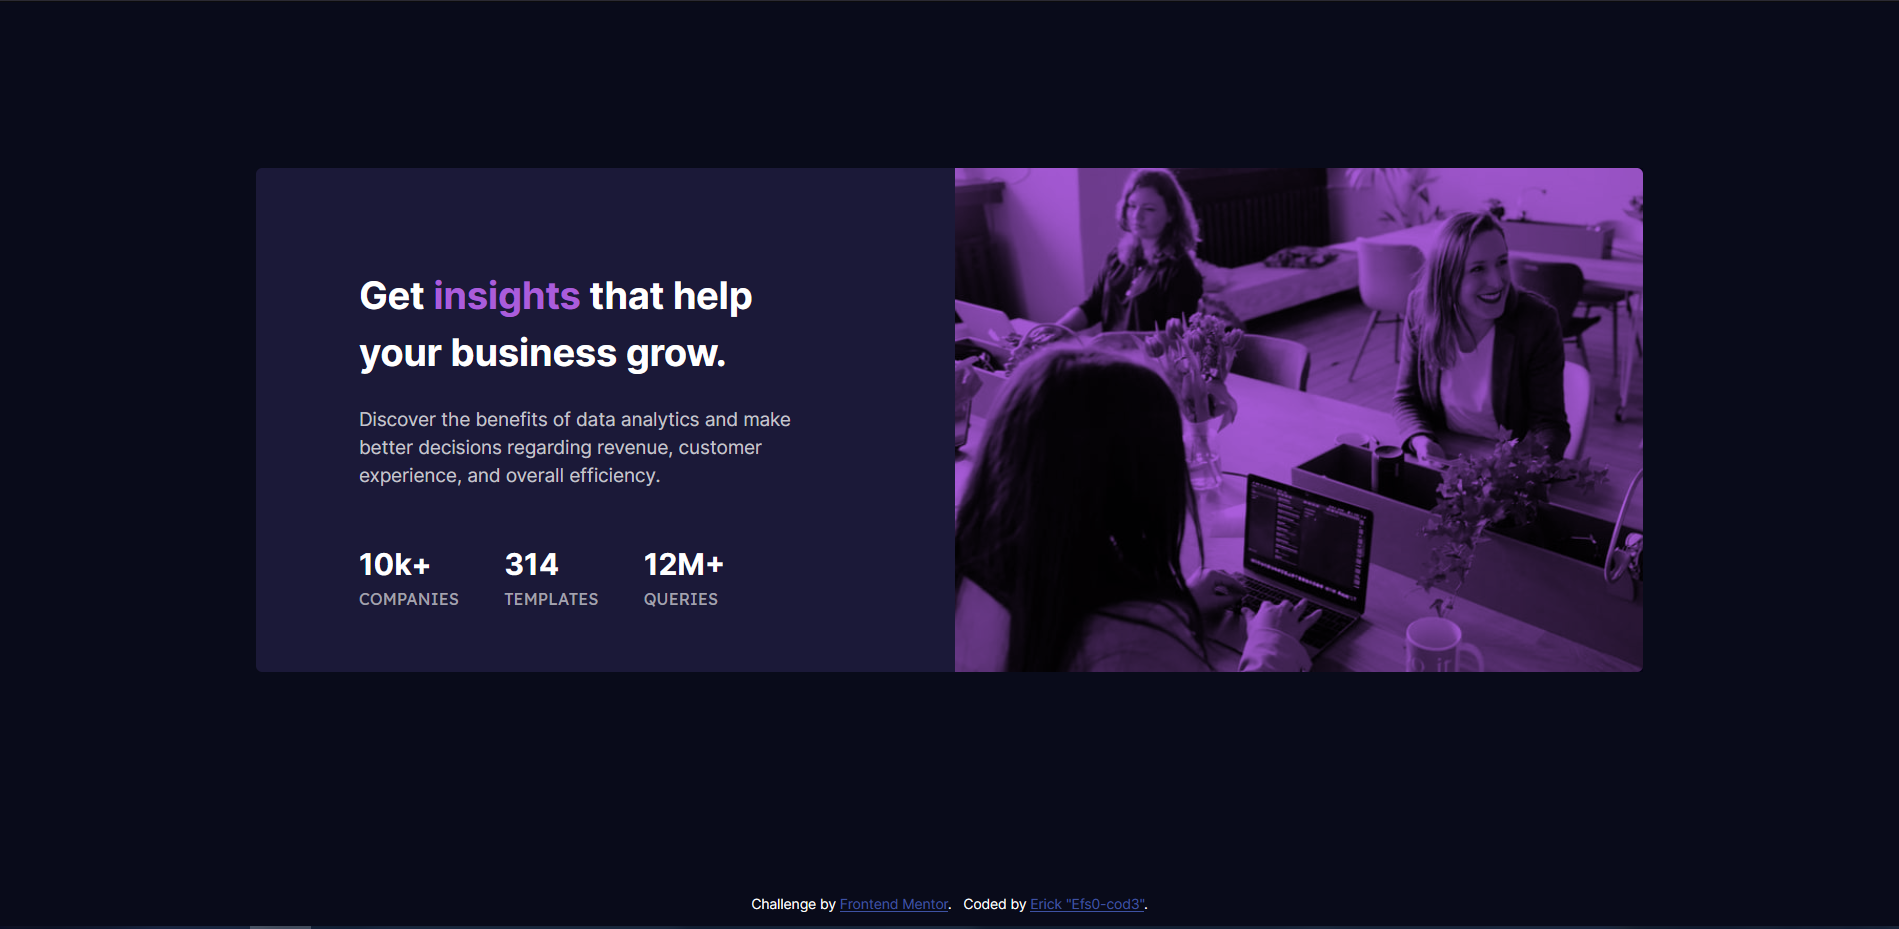 Get insights that help
your business grow.
Discover the benefits of data analytics and make
better decisions regarding revenue, customer
experience, and overall efficiency.
10k+ 314 12M+
COMPANIES TEMPLATES QUERIES
Challenge by Frontend Mentor. Coded by Erick "Efs0-cod3".